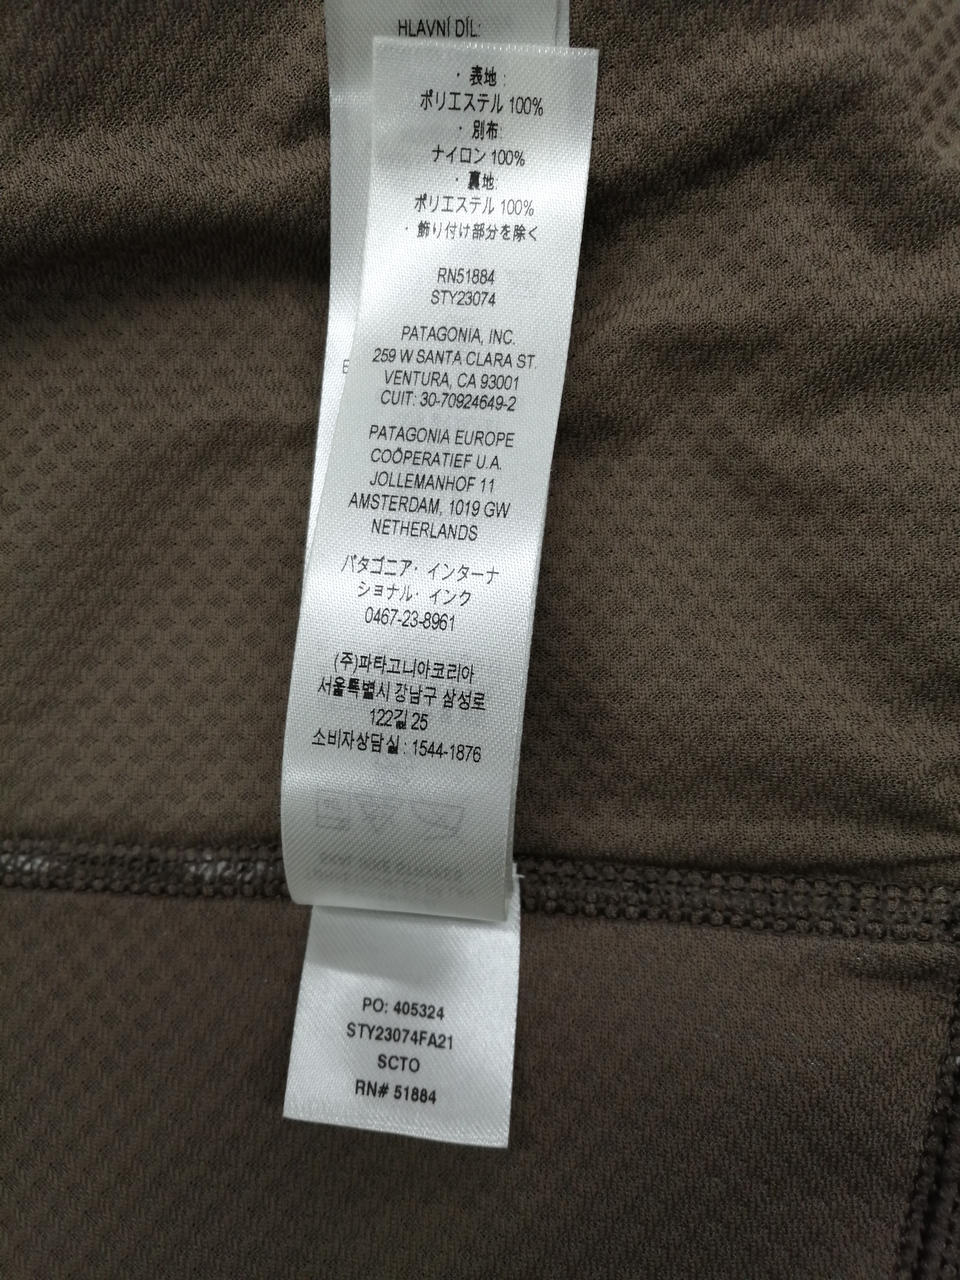 HLAVNÍ DÍL:
・表地 :
ポリエステル 100%
・別布:
ナイロン 100%
・裏地:
ポリエステル 100%
・飾り付け部分を除く
RN51884
STY23074
PATAGONIA, INC.
259 W SANTA CLARA ST.
VENTURA, CA 93001
CUIT: 30-70924649-2
PATAGONIA EUROPE
COÖPERATIEF U.A.
JOLLEMANHOF 11
AMSTERDAM, 1019 GW
NETHERLANDS
パタゴニア・インターナ
ショナル・インク
0467-23-8961
(주)파타고니아코리아
서울특별시 강남구 삼성로
122길 25
소비자상담실 : 1544-1876
PO: 405324
STY23074FA21
SCTO
RN# 51884